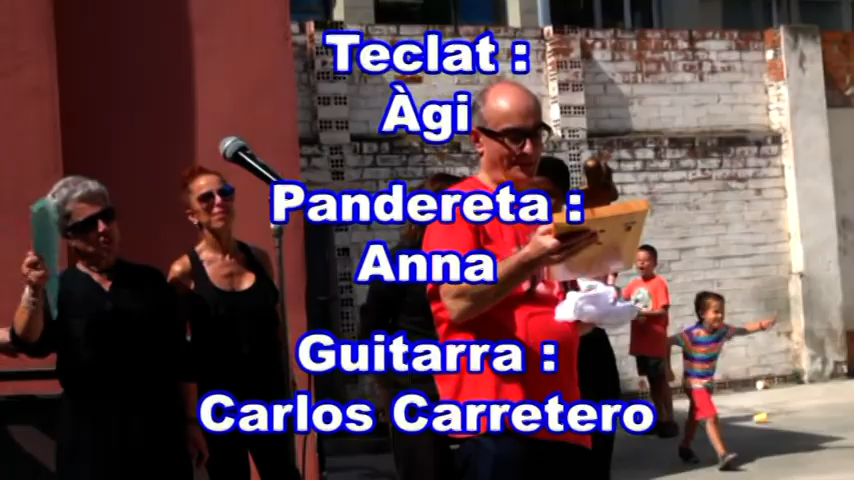 Teclat :
Àgi
Pandereta :
Anna
Guitarra :
Carlos Carretero